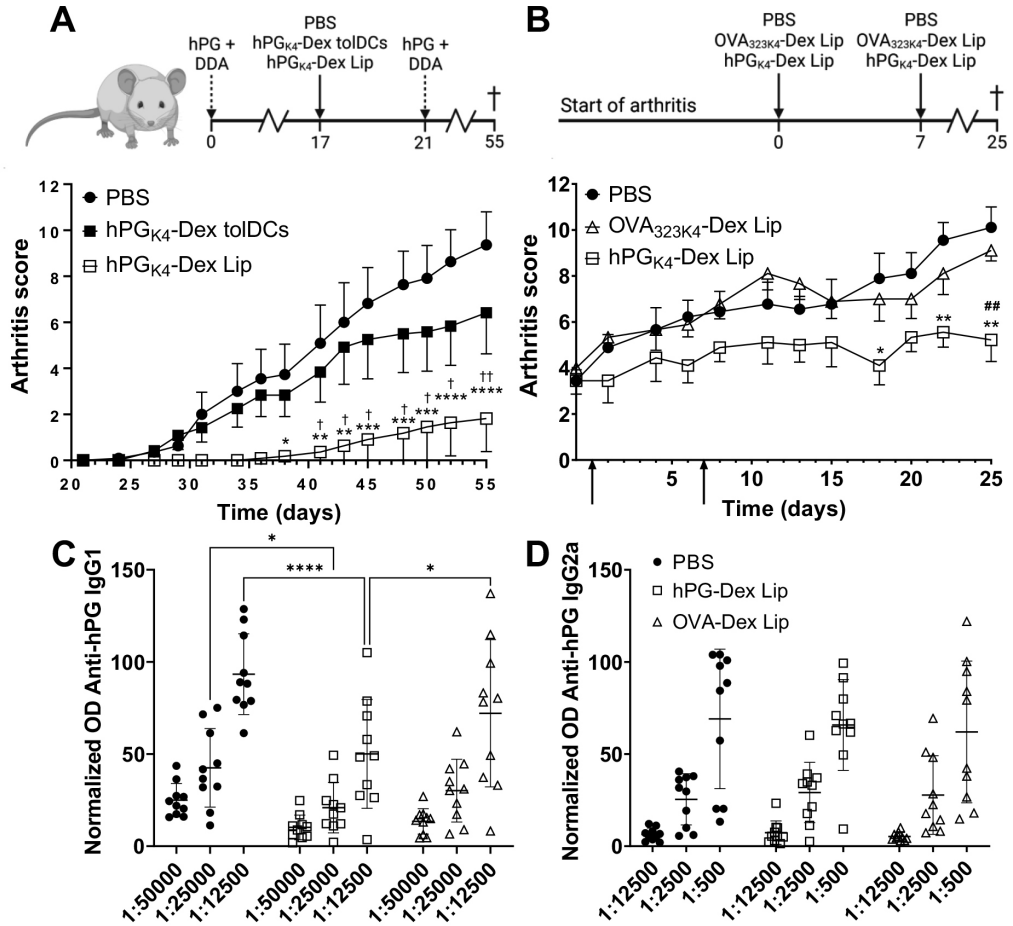 A
hPG +
DDA
PBS
hPGK4-Dex tolDCs
hPGK4-Dex Lip
hPG +
DDA
†
0
17
21
55
B
PBS
OVA323K4-Dex Lip
hPGK4-Dex Lip
PBS
OVA323K4-Dex Lip
hPGK4-Dex Lip
†
Start of arthritis
0
7
25
Arthritis score
12
10
8
6
4
2
0
PBS
hPGK4-Dex tolDCs
hPGK4-Dex Lip
*
†
**
†
**
†
***
†
***
†
***
†
****
††
****
20 25 30 35 40 45 50 55
Time (days)
Arthritis score
12
10
8
6
4
2
0
PBS
OVA323K4-Dex Lip
hPGK4-Dex Lip
*
**
##
**
5 10 15 20 25
Time (days)
C
Normalized OD Anti-hPG IgG1
150
100
50
0
*
****
*
1:50000
1:25000
1:12500
1:50000
1:25000
1:12500
1:50000
1:25000
1:12500
D
Normalized OD Anti-hPG IgG2a
150
100
50
0
PBS
hPG-Dex Lip
OVA-Dex Lip
1:12500
1:2500
1:500
1:12500
1:2500
1:500
1:12500
1:2500
1:500